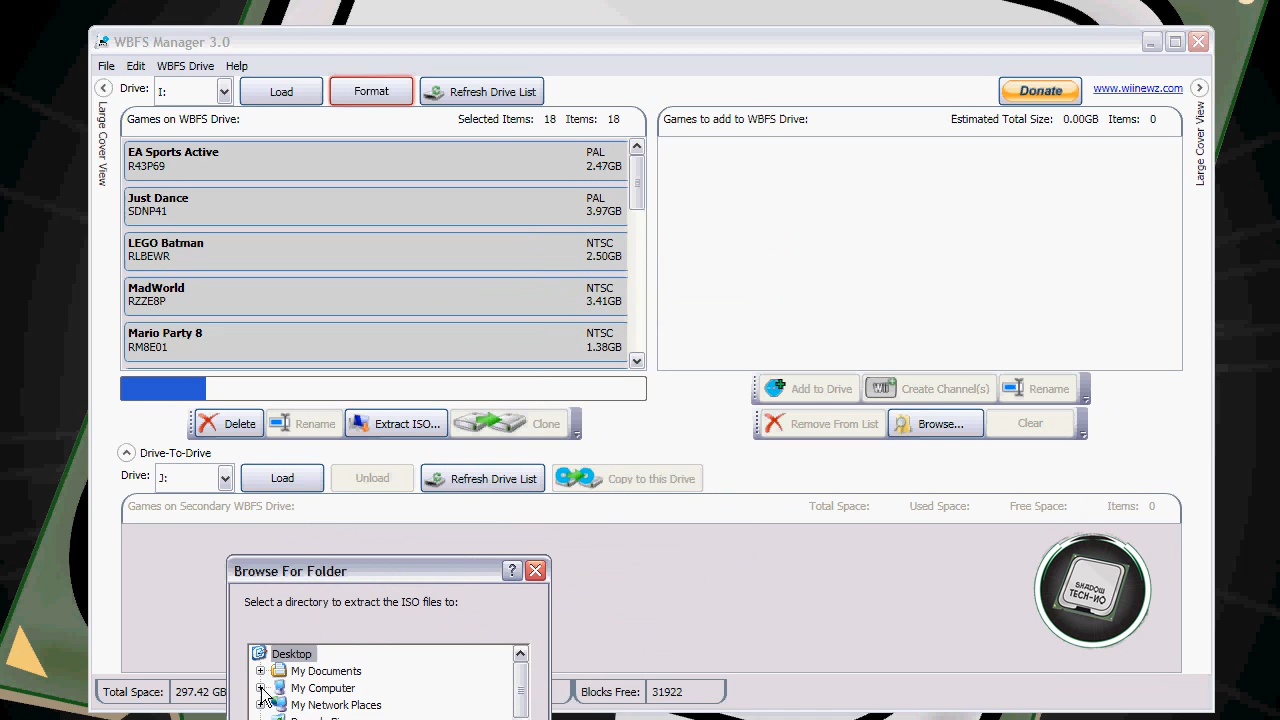 WBFS Manager 3.0
File Edit WBFS Drive Help
Drive: I: Load Format Refresh Drive List Donate www.wiinewz.com
Large Cover View
Games on WBFS Drive: Selected Items: 18 Items: 18
Games to add to WBFS Drive: Estimated Total Size: 0.00GB Items: 0
Large Cover View
EA Sports Active PAL
R43P69 2.47GB
Just Dance PAL
SDNP41 3.97GB
LEGO Batman NTSC
RLBEWR 2.50GB
MadWorld NTSC
RZZE8P 3.41GB
Mario Party 8 NTSC
RM8E01 1.38GB
Add to Drive Wii Create Channel(s) Rename
Delete Rename Extract ISO... Clone
Remove From List Browse... Clear
Drive-To-Drive
Drive: J: Load Unload Refresh Drive List Copy to this Drive
Games on Secondary WBFS Drive: Total Space: Used Space: Free Space: Items: 0
SHADOW
TECH-NO
Browse For Folder
Select a directory to extract the ISO files to:
Desktop
My Documents
My Computer
My Network Places
Total Space: 297.42 GB Blocks Free: 31922